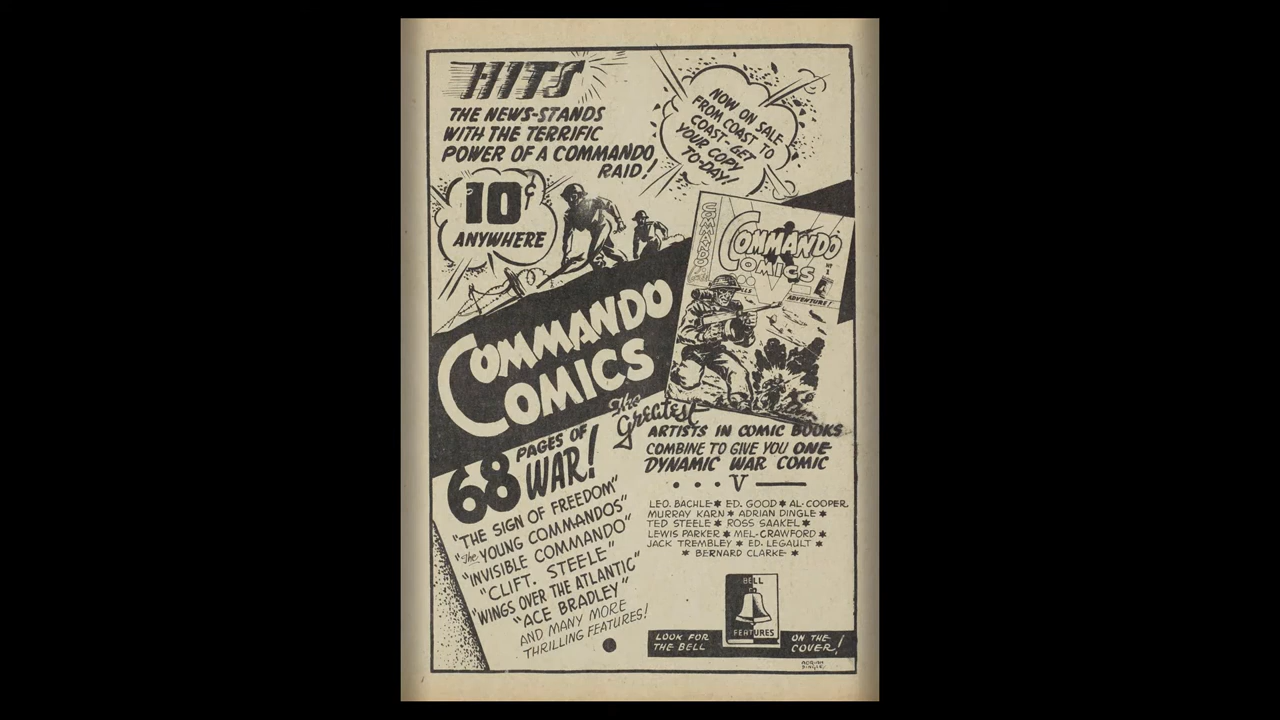 HITS
THE NEWS-STANDS
WITH THE TERRIFIC
POWER OF A COMMANDO
RAID!
NOW ON SALE
FROM COAST TO
COAST-GET
YOUR COPY
TO-DAY!
10¢
ANYWHERE
COMMANDO
COMICS
COMMANDO
COMICS
ADVENTURE!
COMMANDO
COMICS
68 PAGES OF
WAR!
The
Greatest
ARTISTS IN COMIC BOOKS
COMBINE TO GIVE YOU ONE
DYNAMIC WAR COMIC
...V—
"THE SIGN OF FREEDOM"
"The YOUNG COMMANDOS"
"INVISIBLE COMMANDO"
"CLIFT. STEELE"
"WINGS OVER THE ATLANTIC"
"ACE BRADLEY"
AND MANY MORE
THRILLING FEATURES!
LEO. BACHLE * ED. GOOD * AL-COOPER
MURRAY KARN * ADRIAN DINGLE *
TED STEELE * ROSS SAAKEL *
LEWIS PARKER * MEL-CRAWFORD *
JACK TREMBLEY * ED. LEGAULT *
* BERNARD CLARKE *
BELL
FEATURES
LOOK FOR
THE BELL
ON THE
COVER!
ADRIAN
DINGLE